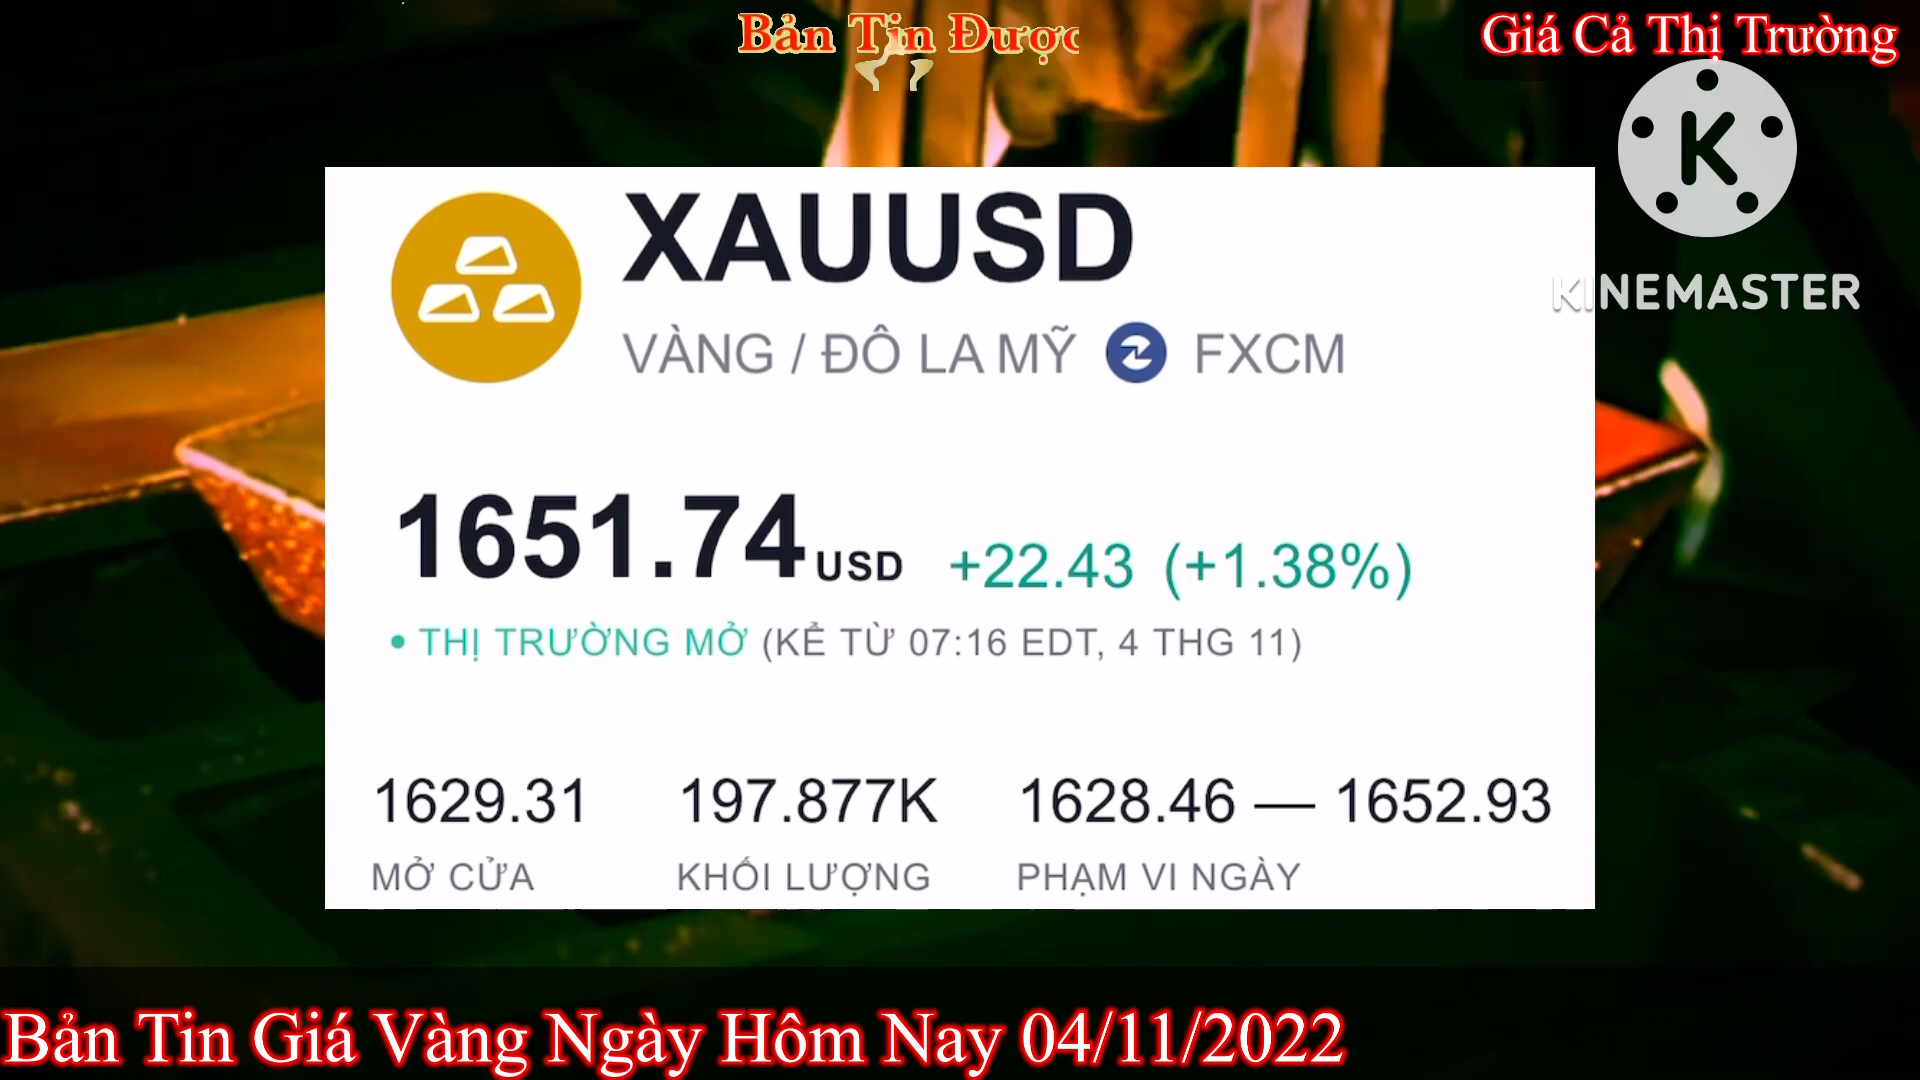 Bản Tin Được
Giá Cả Thị Trường
K
KINEMASTER
XAUUSD
VÀNG / ĐÔ LA MỸ FXCM
1651.74 USD +22.43 (+1.38%)
• THỊ TRƯỜNG MỞ (KỂ TỪ 07:16 EDT, 4 THG 11)
1629.31 197.877K 1628.46 — 1652.93
MỞ CỬA KHỐI LƯỢNG PHẠM VI NGÀY
Bản Tin Giá Vàng Ngày Hôm Nay 04/11/2022